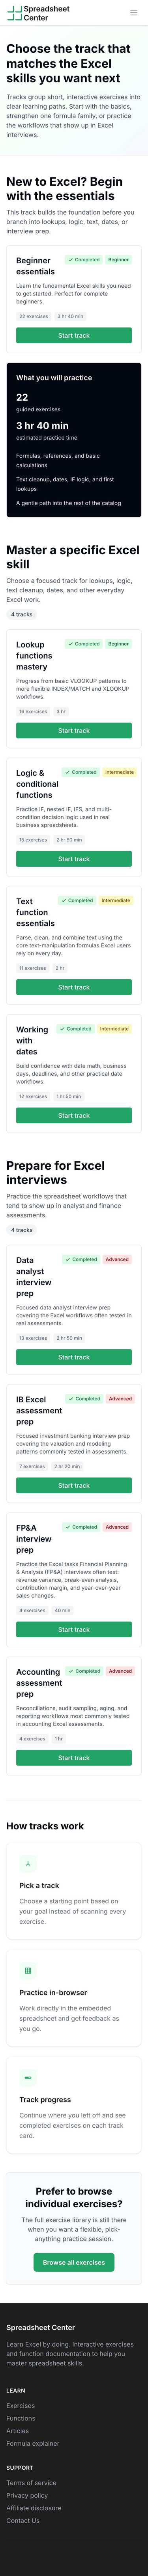 Spreadsheet
Center
Choose the track that
matches the Excel
skills you want next
Tracks group short, interactive exercises into
clear learning paths. Start with the basics,
strengthen one formula family, or practice
the workflows that show up in Excel
interviews.
New to Excel? Begin
with the essentials
This track builds the foundation before you
branch into lookups, logic, text, dates, or
interview prep.
Beginner
essentials
Completed
Beginner
Learn the fundamental Excel skills you need
to get started. Perfect for complete
beginners.
22 exercises
3 hr 40 min
Start track
What you will practice
22
guided exercises
3 hr 40 min
estimated practice time
Formulas, references, and basic
calculations
Text cleanup, dates, IF logic, and first
lookups
A gentle path into the rest of the catalog
Master a specific Excel
skill
Choose a focused track for lookups, logic,
text cleanup, dates, and other everyday
Excel work.
4 tracks
Lookup
functions
mastery
Completed
Beginner
Progress from basic VLOOKUP patterns to
more flexible INDEX/MATCH and XLOOKUP
workflows.
18 exercises
3 hr
Start track
Logic &
conditional
functions
Completed
Intermediate
Practice IF, nested IF, IFS, and multi-
condition decision logic used in real
business spreadsheets.
15 exercises
2 hr 50 min
Start track
Text
function
essentials
Completed
Intermediate
Parse, clean, and combine text using the
core text-manipulation formulas Excel users
rely on every day.
11 exercises
2 hr
Start track
Working
with
dates
Completed
Intermediate
Build confidence with date math, business
days, deadlines, and other practical date
workflows.
12 exercises
1 hr 50 min
Start track
Prepare for Excel
interviews
Practice the spreadsheet workflows that
tend to show up in analyst and finance
assessments.
4 tracks
Data
analyst
interview
prep
Completed
Advanced
Focused data analyst interview prep
covering the Excel workflows often tested in
real assessments.
13 exercises
2 hr 50 min
Start track
IB Excel
assessment
prep
Completed
Advanced
Focused investment banking interview prep
covering the valuation and modeling
patterns commonly tested in assessments.
7 exercises
2 hr 20 min
Start track
FP&A
interview
prep
Completed
Advanced
Practice the Excel tasks Financial Planning
& Analysis (FP&A) interviews often test:
revenue variance, break-even analysis,
contribution margin, and year-over-year
sales changes.
4 exercises
40 min
Start track
Accounting
assessment
prep
Completed
Advanced
Reconciliations, audit sampling, aging, and
reporting workflows most commonly tested
in accounting Excel assessments.
4 exercises
1 hr
Start track
How tracks work
Pick a track
Choose a starting point based on
your goal instead of scanning every
exercise.
Practice in-browser
Work directly in the embedded
spreadsheet and get feedback as
you go.
Track progress
Continue where you left off and see
completed exercises on each track
card.
Prefer to browse
individual exercises?
The full exercise library is still there
when you want a flexible, pick-
anything practice session.
Browse all exercises
Spreadsheet Center
Learn Excel by doing. Interactive exercises
and function documentation to help you
master spreadsheet skills.
LEARN
Exercises
Functions
Articles
Formula explainer
SUPPORT
Terms of service
Privacy policy
Affiliate disclosure
Contact Us